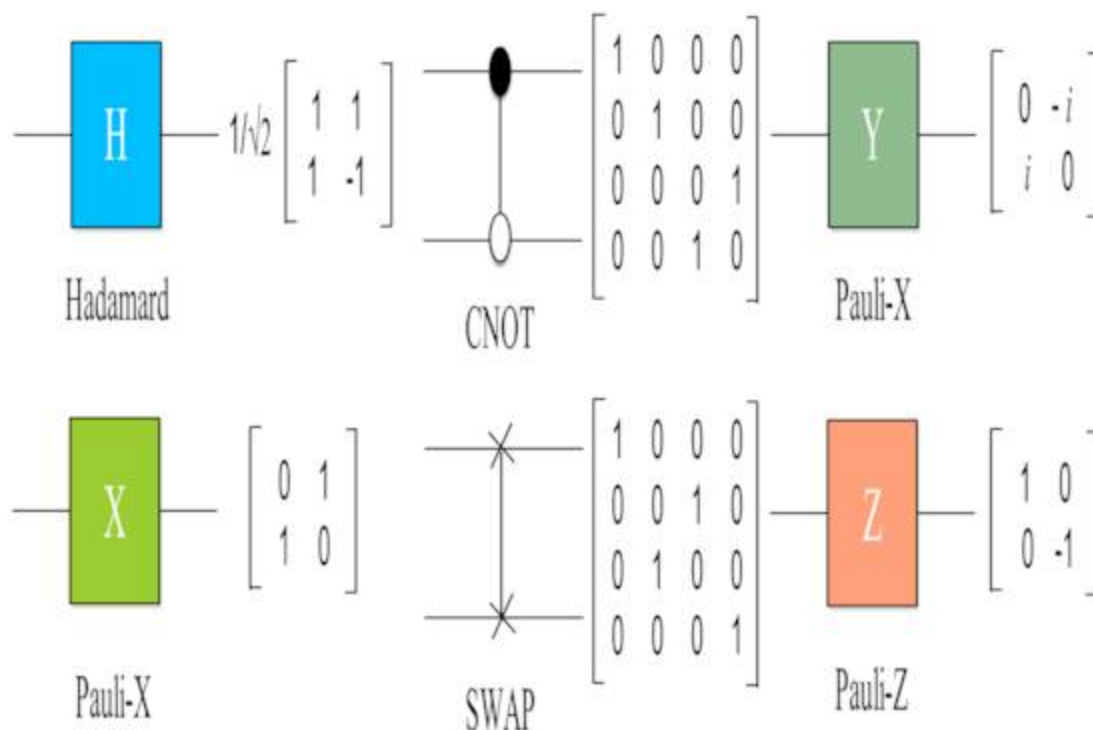 H
1/√2
1 1
1 -1
Hadamard
1 0 0 0
0 1 0 0
0 0 0 1
0 0 1 0
CNOT
Y
0 -i
i 0
Pauli-X
X
0 1
1 0
Pauli-X
1 0 0 0
0 0 1 0
0 1 0 0
0 0 0 1
SWAP
Z
1 0
0 -1
Pauli-Z